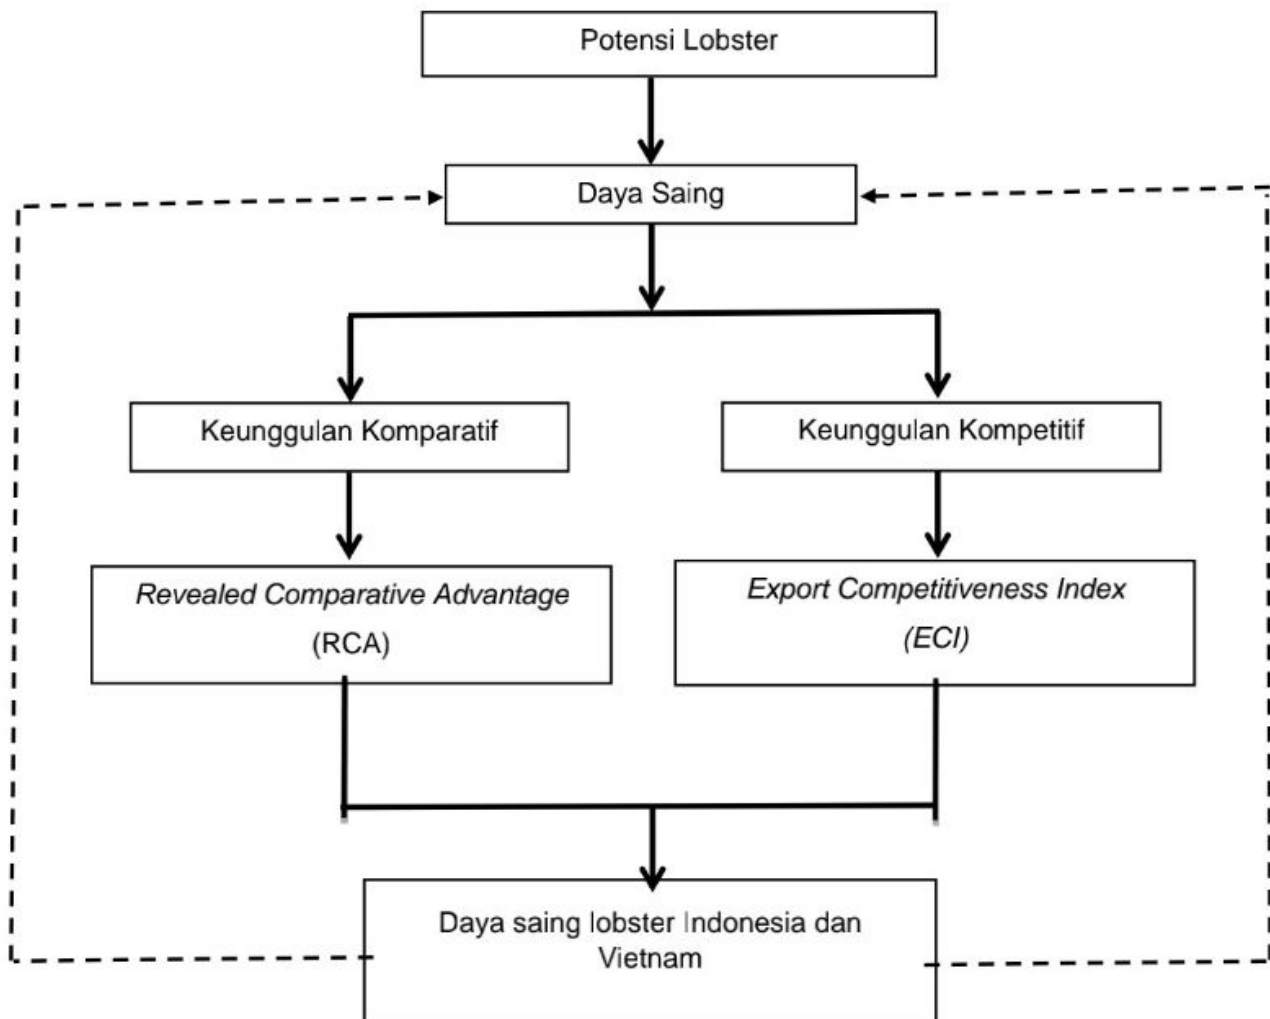 Potensi Lobster
Daya Saing
Keunggulan Komparatif
Keunggulan Kompetitif
Revealed Comparative Advantage
(RCA)
Export Competitiveness Index
(ECI)
Daya saing lobster Indonesia dan
Vietnam